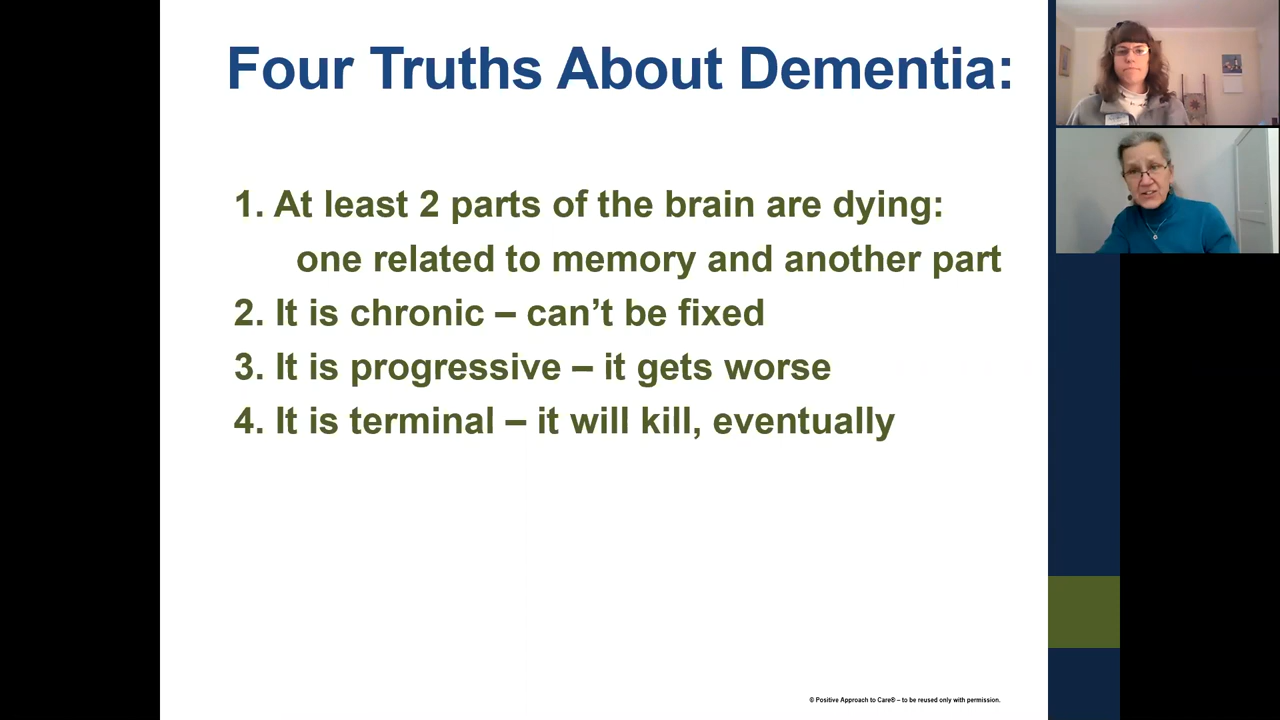 Four Truths About Dementia:
1. At least 2 parts of the brain are dying:
one related to memory and another part
2. It is chronic – can’t be fixed
3. It is progressive – it gets worse
4. It is terminal – it will kill, eventually
© Positive Approach to Care® – to be reused only with permission.